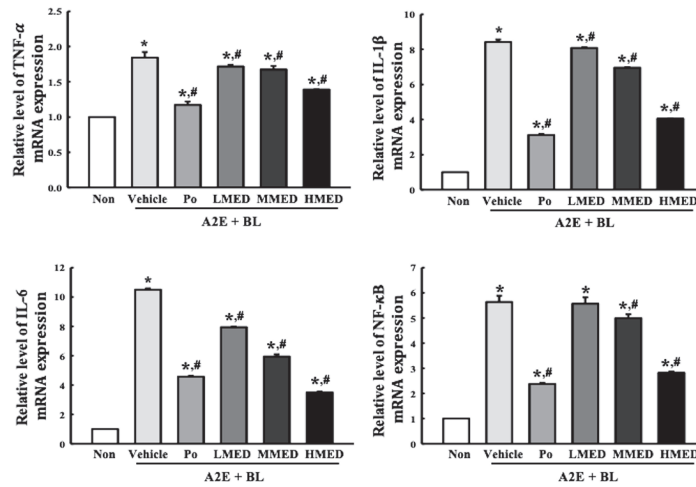 Relative level of TNF-α
mRNA expression
2.5
2.0
1.5
1.0
0.5
0.0
*
*,#
*,#
*,#
*,#
Non Vehicle Po LMED MMED HMED
A2E + BL
Relative level of IL-1β
mRNA expression
10
8
6
4
2
0
*
*,#
*,#
*,#
*,#
Non Vehicle Po LMED MMED HMED
A2E + BL
Relative level of IL-6
mRNA expression
12
10
8
6
4
2
0
*
*,#
*,#
*,#
*,#
Non Vehicle Po LMED MMED HMED
A2E + BL
Relative level of NF-κB
mRNA expression
7
6
5
4
3
2
1
0
*
*,#
*
*,#
*,#
Non Vehicle Po LMED MMED HMED
A2E + BL